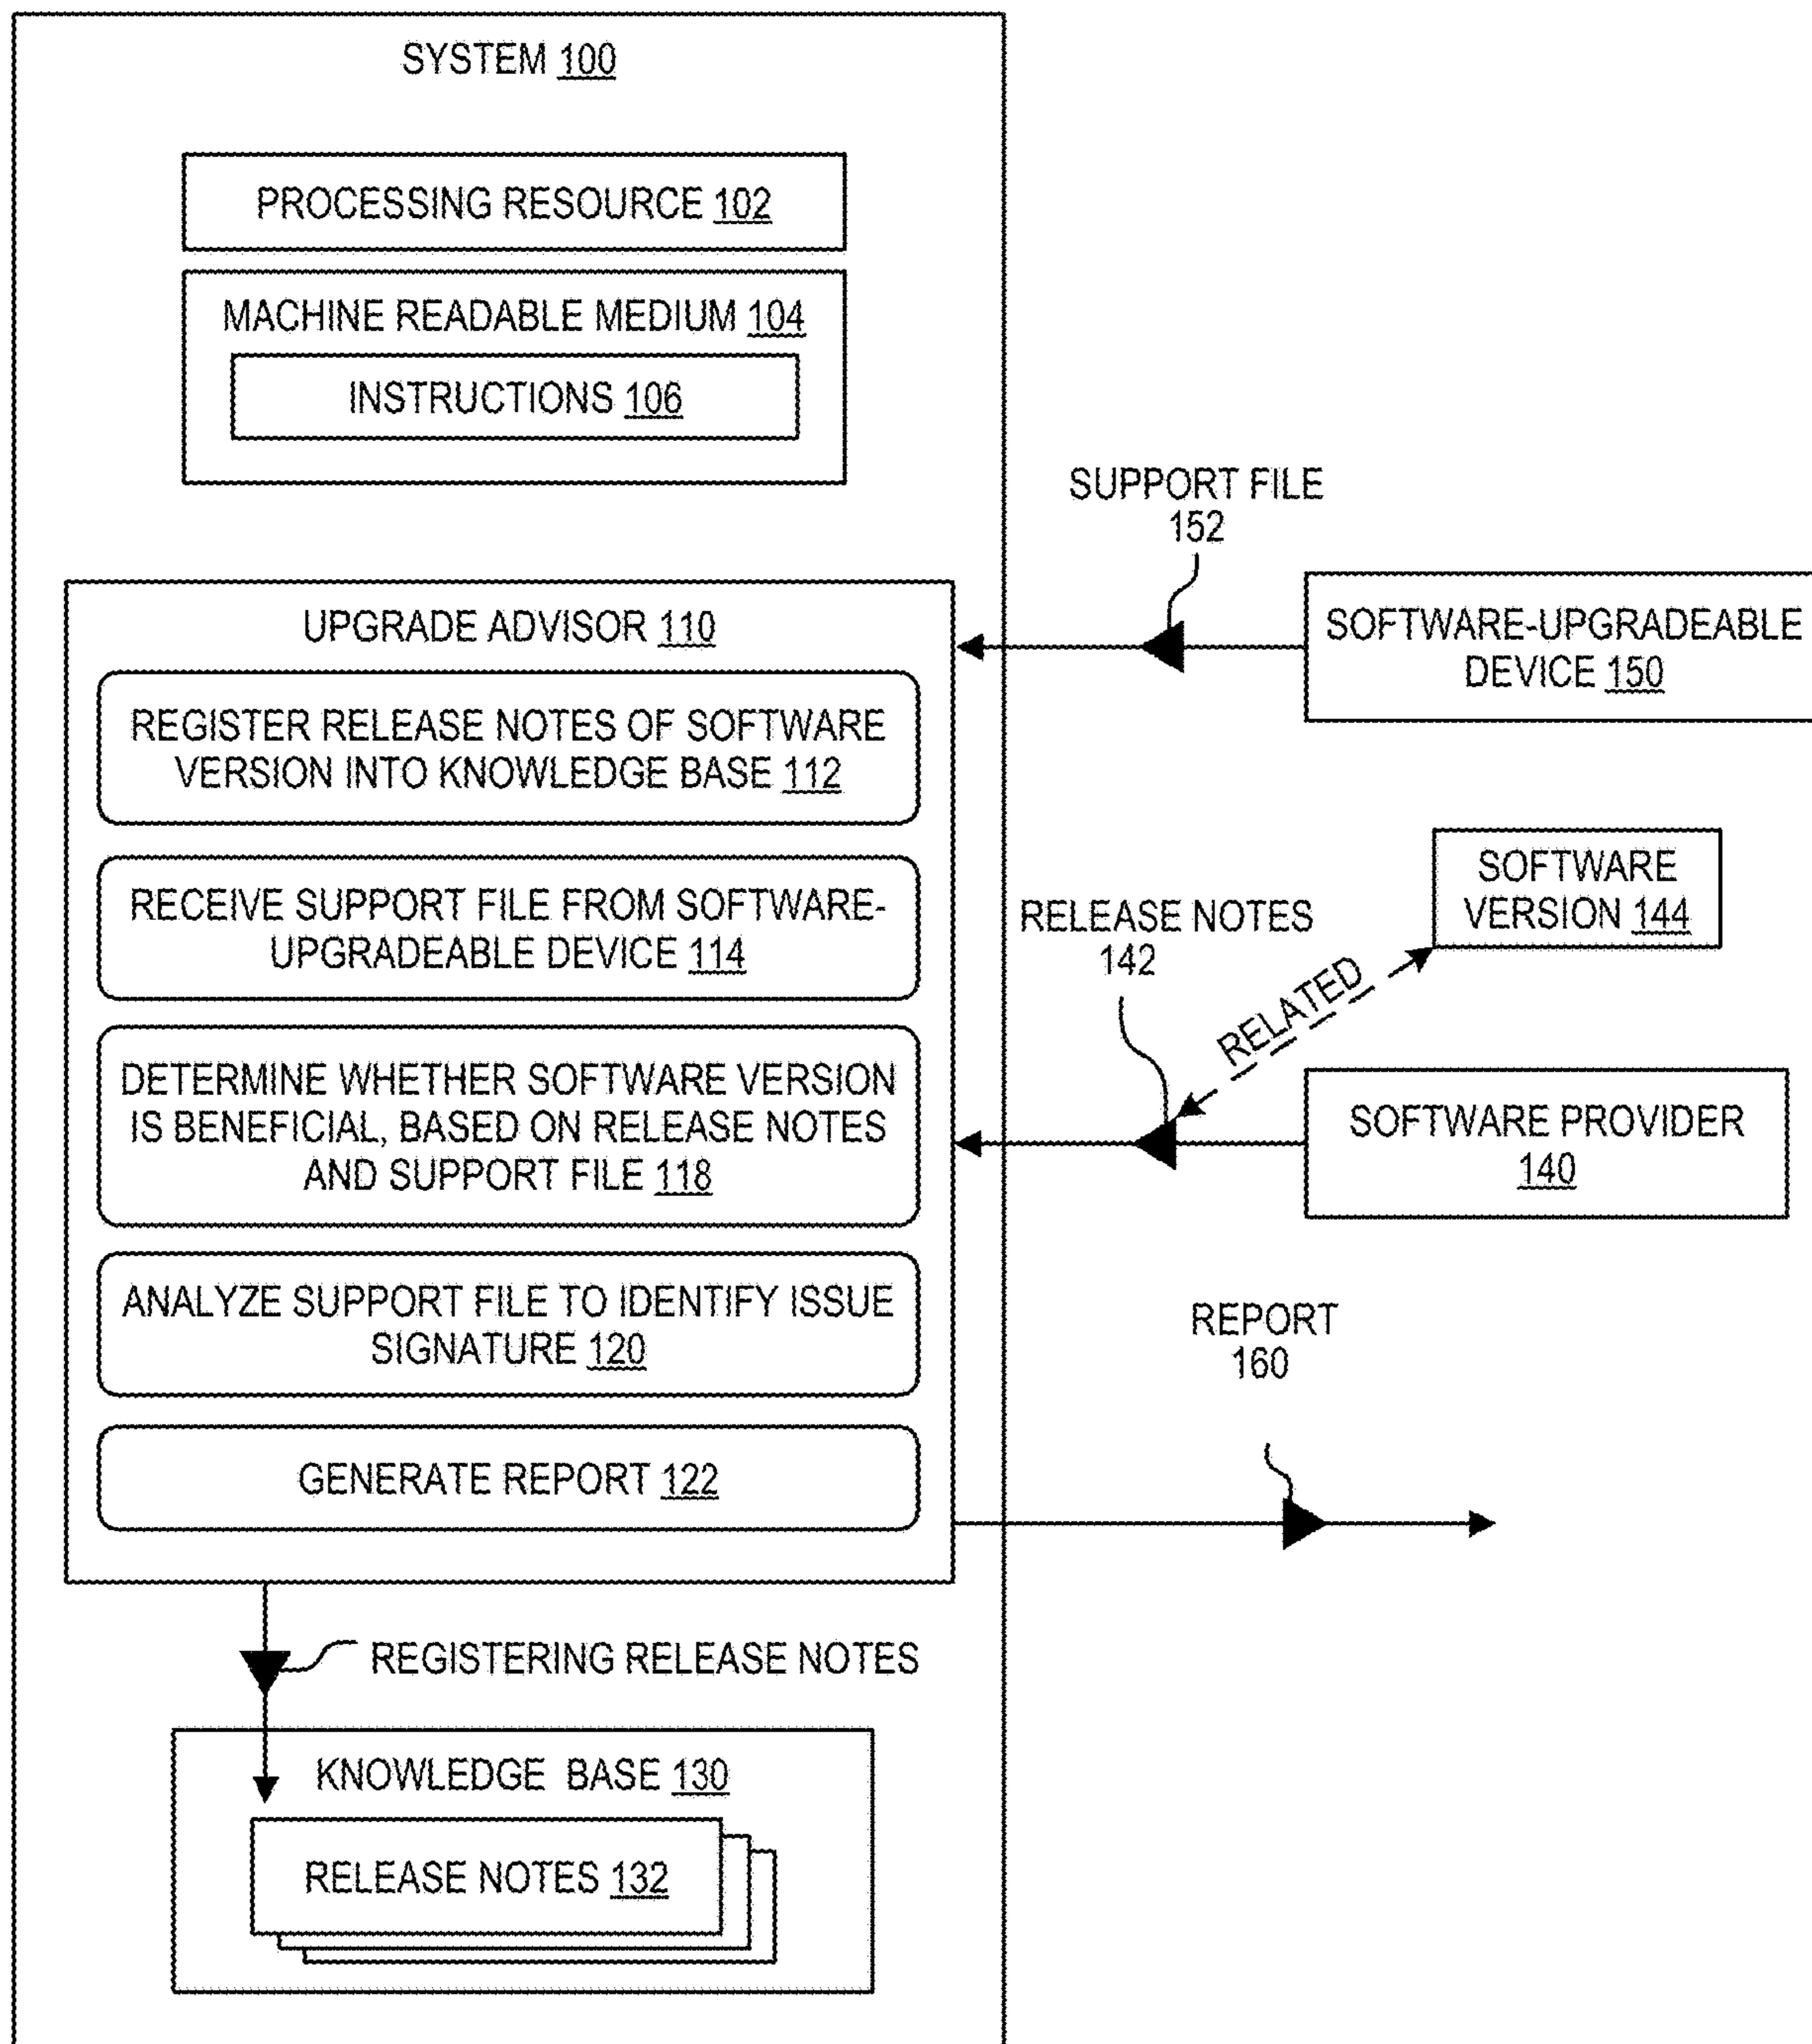 SYSTEM 100
PROCESSING RESOURCE 102
MACHINE READABLE MEDIUM 104
INSTRUCTIONS 106
UPGRADE ADVISOR 110
REGISTER RELEASE NOTES OF SOFTWARE
VERSION INTO KNOWLEDGE BASE 112
RECEIVE SUPPORT FILE FROM SOFTWARE-
UPGRADEABLE DEVICE 114
DETERMINE WHETHER SOFTWARE VERSION
IS BENEFICIAL, BASED ON RELEASE NOTES
AND SUPPORT FILE 118
ANALYZE SUPPORT FILE TO IDENTIFY ISSUE
SIGNATURE 120
GENERATE REPORT 122
REGISTERING RELEASE NOTES
KNOWLEDGE BASE 130
RELEASE NOTES 132
SUPPORT FILE
152
SOFTWARE-UPGRADEABLE
DEVICE 150
SOFTWARE
VERSION 144
RELEASE NOTES
142
RELATED
SOFTWARE PROVIDER
140
REPORT
160